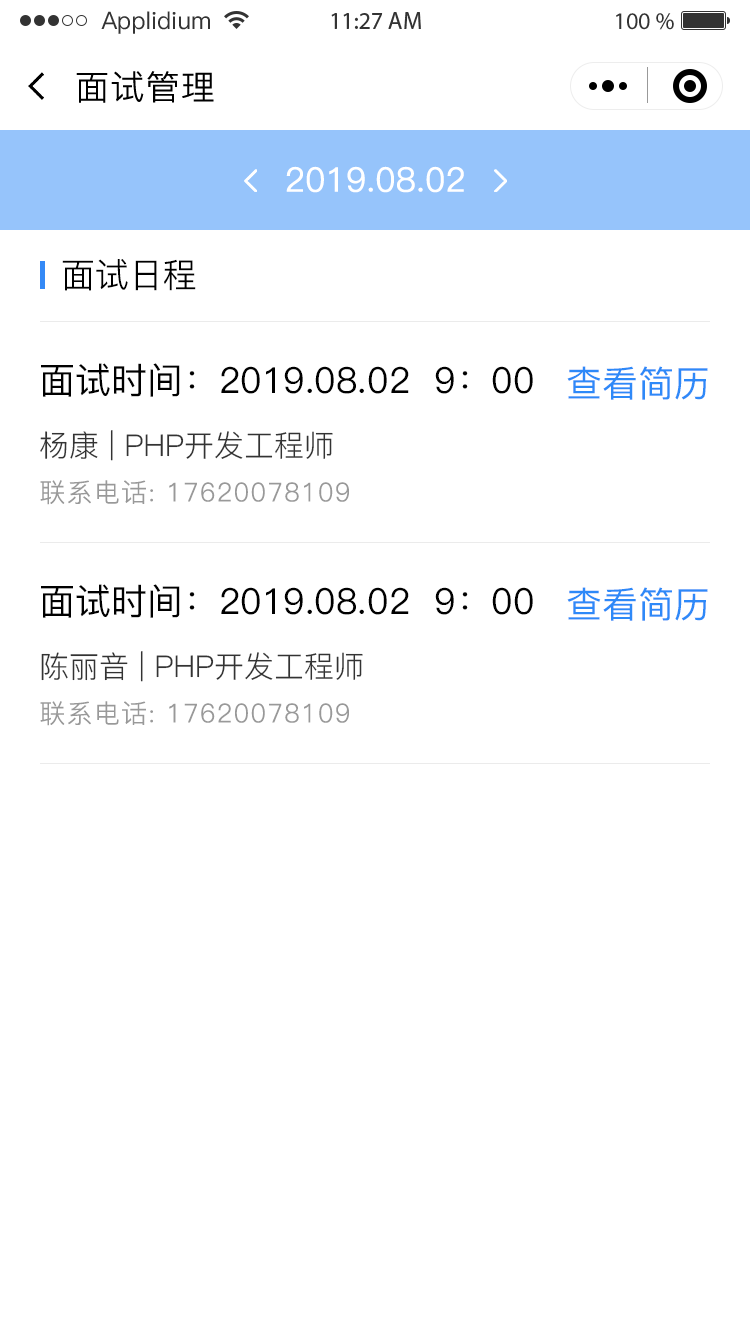 Applidium 11:27 AM 100 %
面试管理
2019.08.02
面试日程
面试时间：2019.08.02 9：00 查看简历
杨康 | PHP开发工程师
联系电话: 17620078109
面试时间：2019.08.02 9：00 查看简历
陈丽音 | PHP开发工程师
联系电话: 17620078109